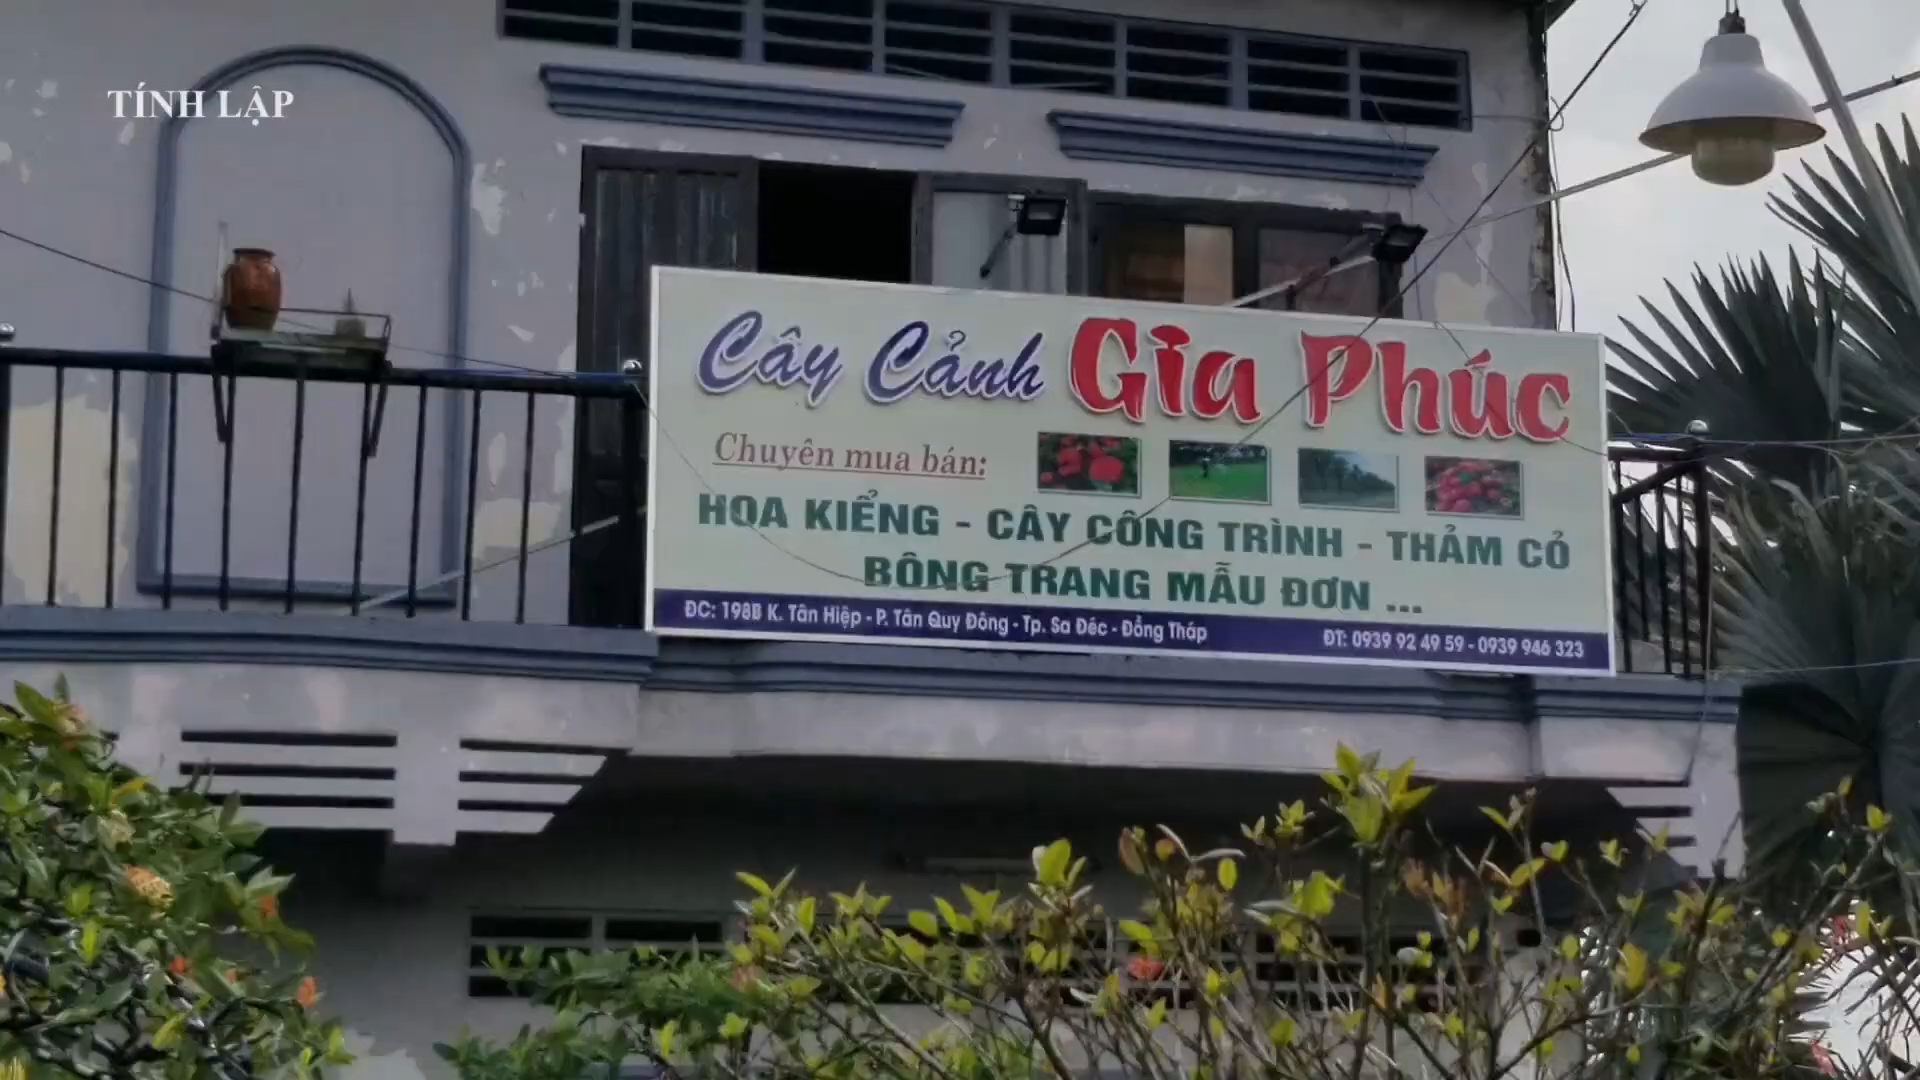 TÍNH LẬP
Cây Cảnh Gia Phúc
Chuyên mua bán:
HOA KIỂNG - CÂY CÔNG TRÌNH - THẢM CỎ
BÔNG TRANG MẪU ĐƠN ...
ĐC: 198B K. Tân Hiệp - P. Tân Quy Đông - Tp. Sa Đéc - Đồng Tháp
ĐT: 0939 92 49 59 - 0939 946 323